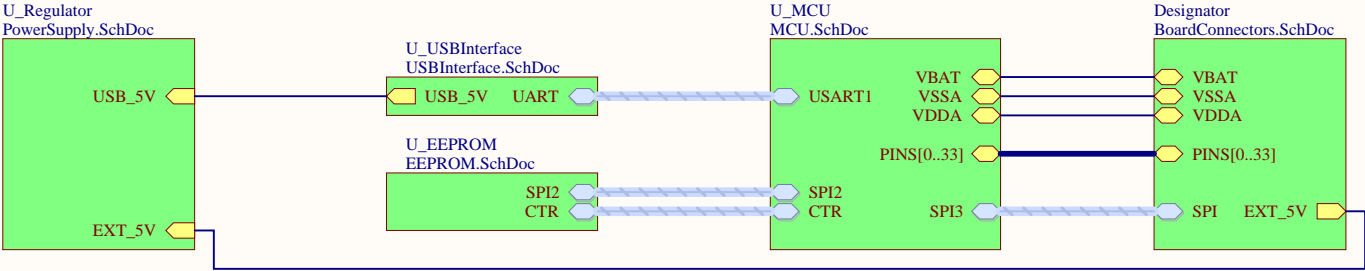 U_Regulator
PowerSupply.SchDoc
USB_5V
EXT_5V
U_USBInterface
USBInterface.SchDoc
USB_5V
UART
U_EEPROM
EEPROM.SchDoc
SPI2
CTR
U_MCU
MCU.SchDoc
USART1
SPI2
CTR
VBAT
VSSA
VDDA
PINS[0..33]
SPI3
Designator
BoardConnectors.SchDoc
VBAT
VSSA
VDDA
PINS[0..33]
SPI
EXT_5V